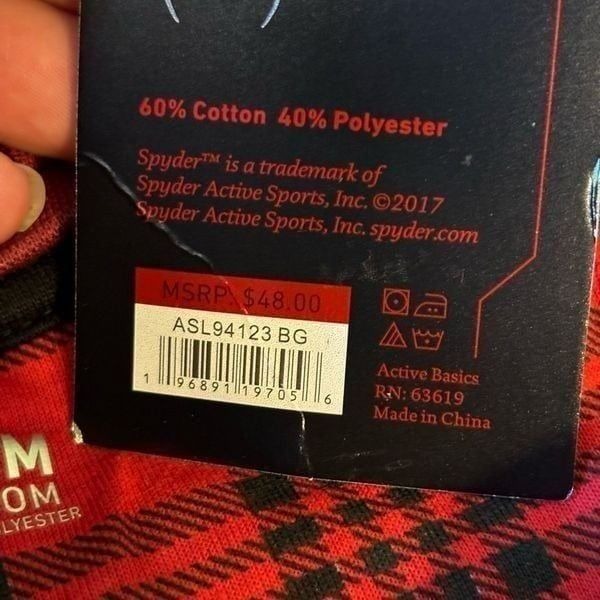 60% Cotton 40% Polyester
Spyder™ is a trademark of
Spyder Active Sports, Inc. ©2017
Spyder Active Sports, Inc. spyder.com
MSRP: $48.00
ASL94123 BG
1 96891 19705 6
Active Basics
RN: 63619
Made in China
M
OM
LYESTER